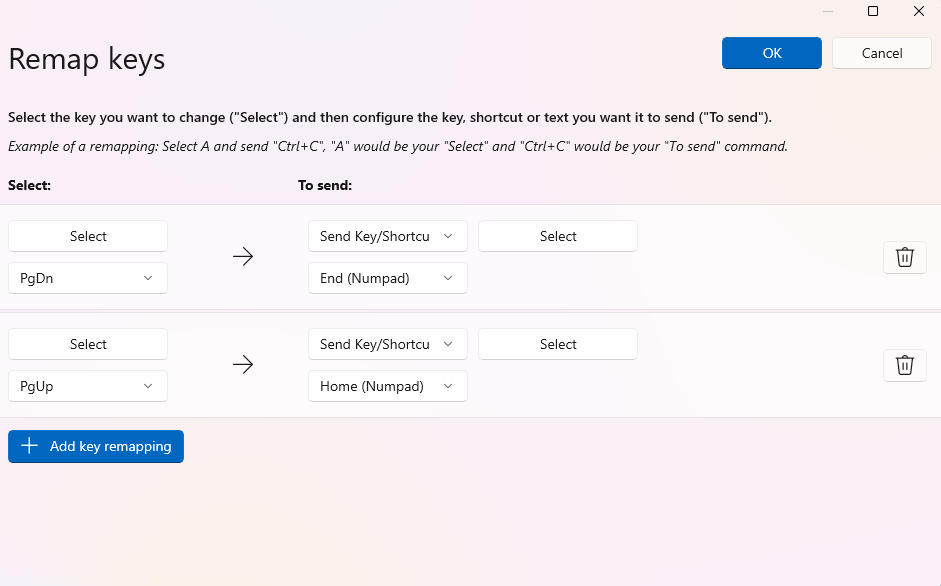 Remap keys
OK
Cancel
Select the key you want to change ("Select") and then configure the key, shortcut or text you want it to send ("To send").
Example of a remapping: Select A and send "Ctrl+C", "A" would be your "Select" and "Ctrl+C" would be your "To send" command.
Select:
To send:
Select
Send Key/Shortcu
Select
PgDn
End (Numpad)
Select
Send Key/Shortcu
Select
PgUp
Home (Numpad)
Add key remapping